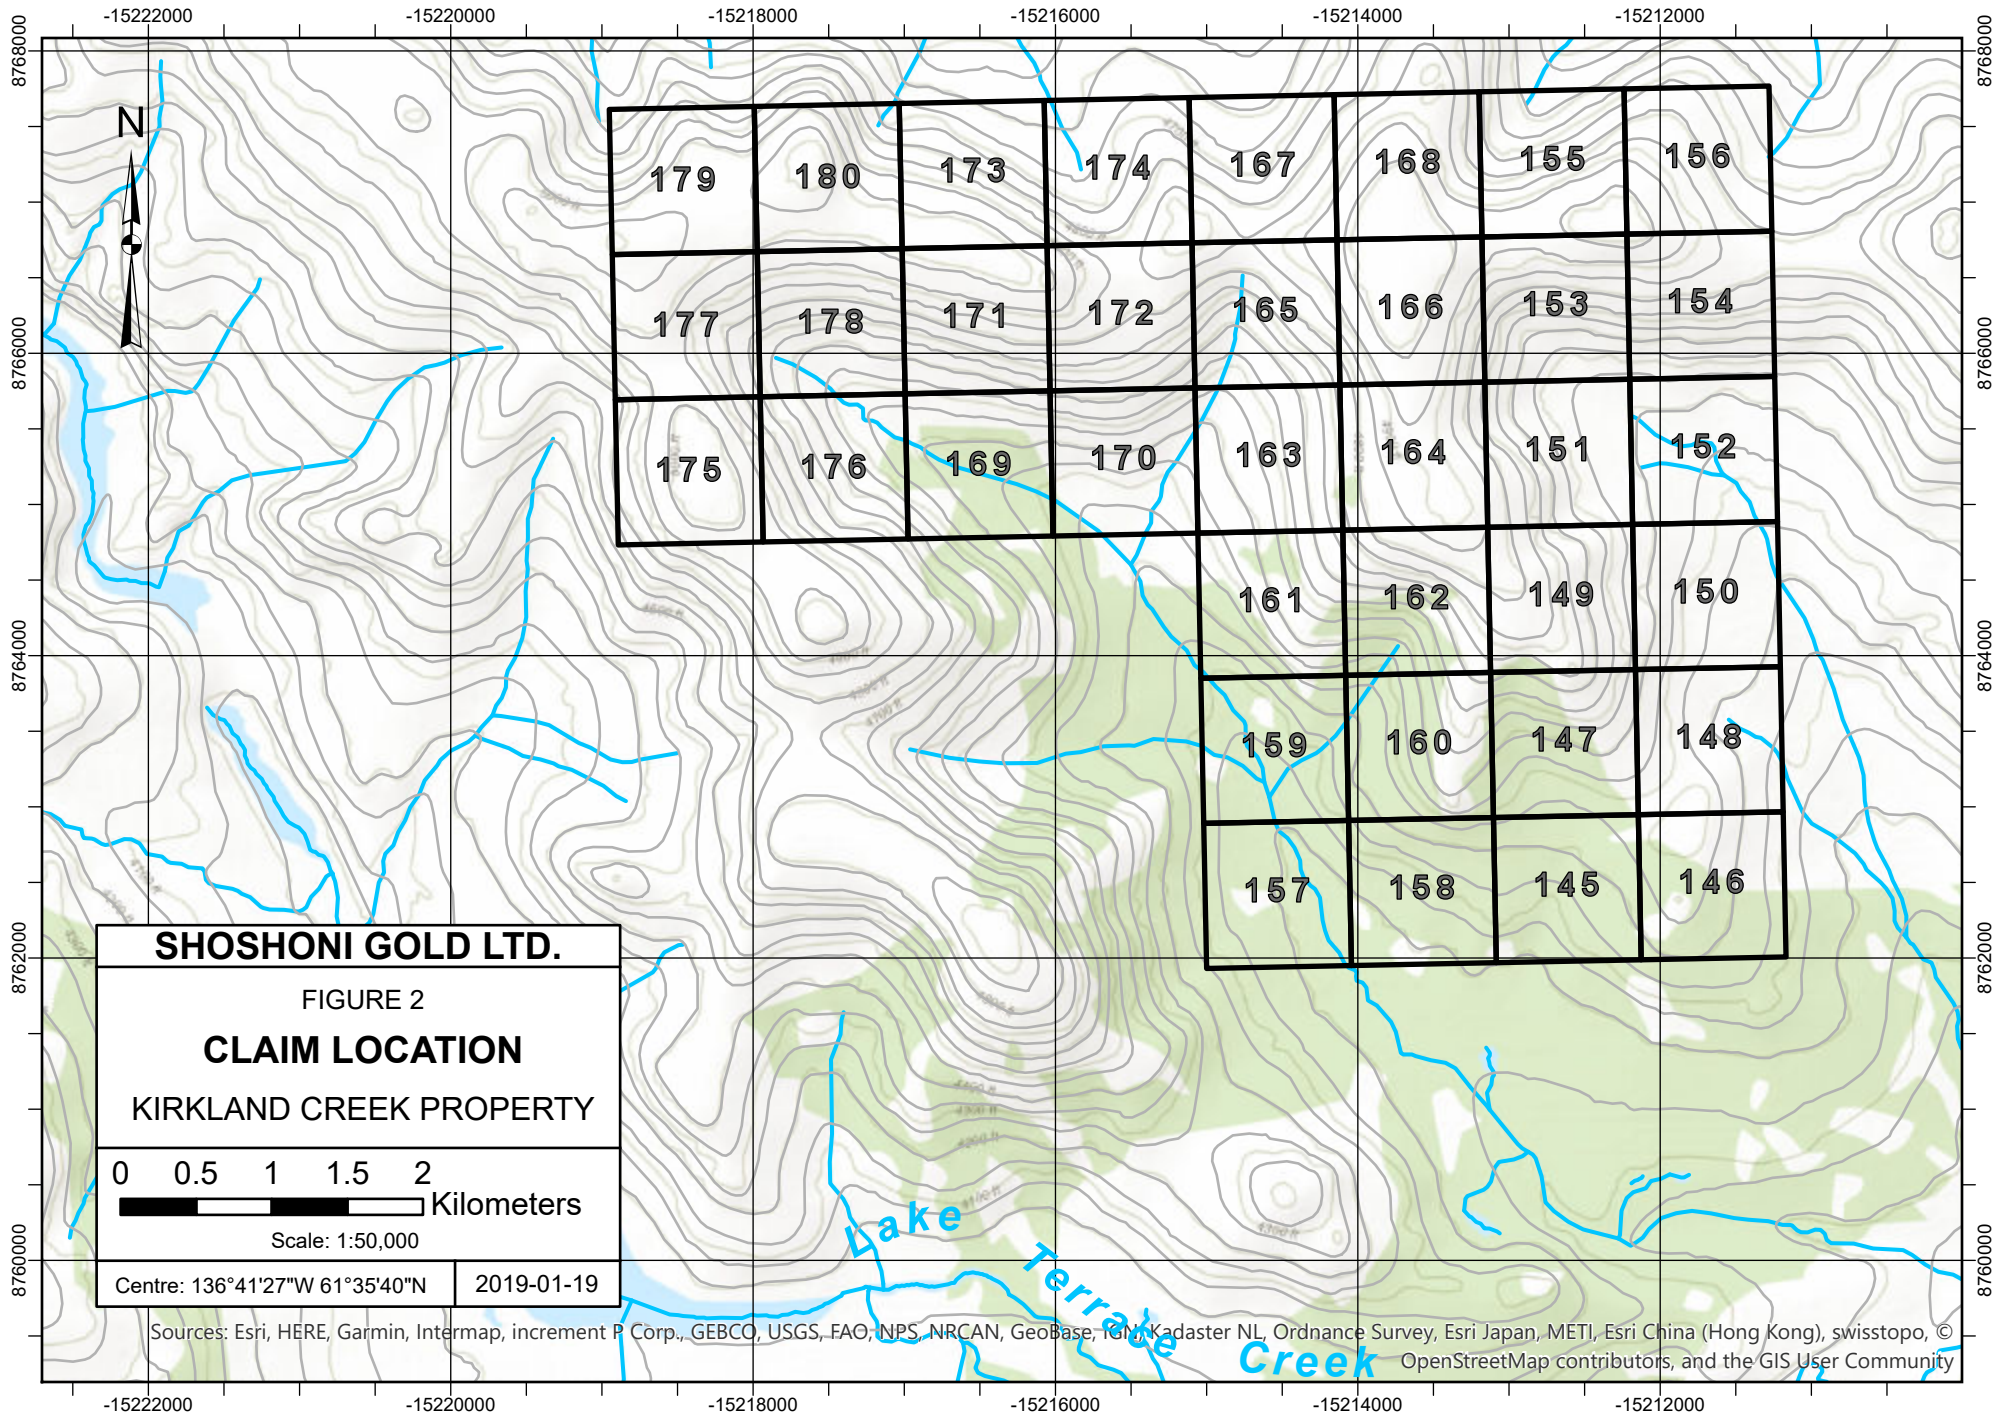 -15222000 -15220000 -15218000 -15216000 -15214000 -15212000
8768000 8768000
N
179 180 173 174 167 168 155 156
177 178 171 172 165 166 153 154
8766000 8766000
175 176 169 170 163 164 151 152
161 162 149 150
8764000 8764000
159 160 147 148
157 158 145 146
8762000 8762000
4500 ft
4300 ft
SHOSHONI GOLD LTD.
FIGURE 2
CLAIM LOCATION
KIRKLAND CREEK PROPERTY
0 0.5 1 1.5 2
Kilometers
Scale: 1:50,000
Centre: 136°41'27"W 61°35'40"N
2019-01-19
8760000 8760000
Lake
Terrace
Creek
Sources: Esri, HERE, Garmin, Intermap, increment P Corp., GEBCO, USGS, FAO, NPS, NRCAN, GeoBase, IGN, Kadaster NL, Ordnance Survey, Esri Japan, METI, Esri China (Hong Kong), swisstopo, ©
OpenStreetMap contributors, and the GIS User Community
-15222000 -15220000 -15218000 -15216000 -15214000 -15212000